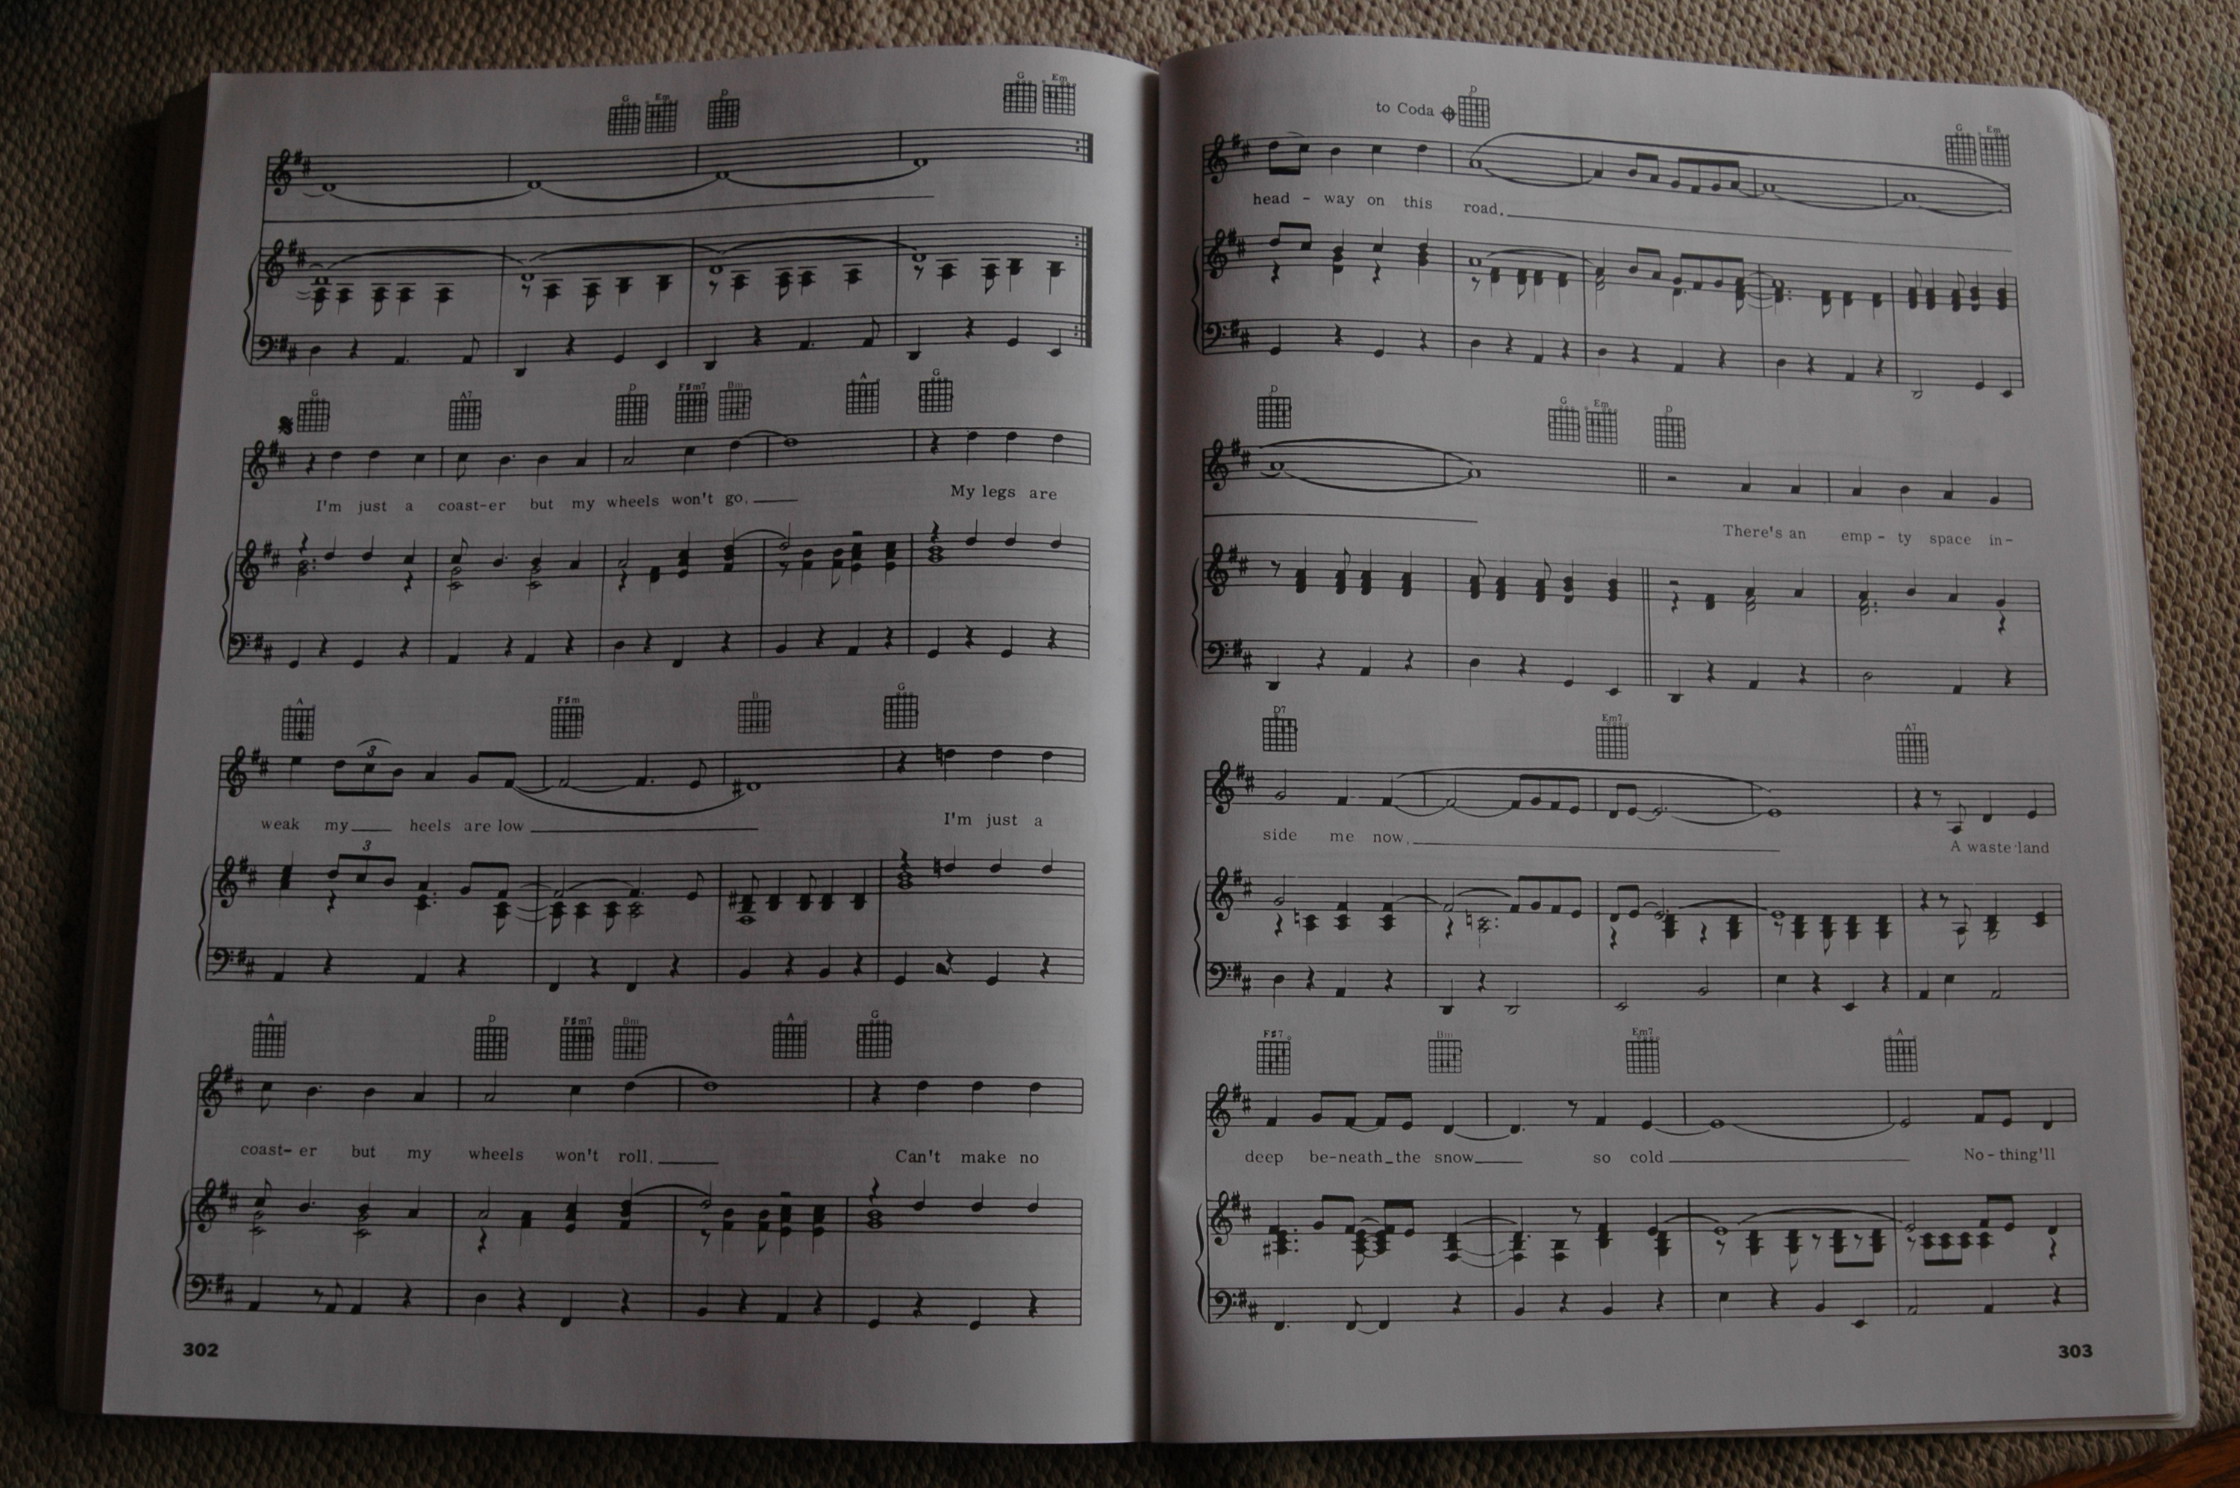 G Em D G Em
G A7 D F#m7 Bm A G
I'm just a coast-er but my wheels won't go. My legs are
A F#m B G
3
weak my heels are low I'm just a
3
A D F#m7 Bm A G
coast-er but my wheels won't roll. Can't make no
302
to Coda D G Em
head - way on this road.
D G Em D
There's an emp - ty space in-
D7 Em7 A7
side me now. A waste land
F#7 Bm Em7 A
deep be-neath the snow so cold No-thing'll
303